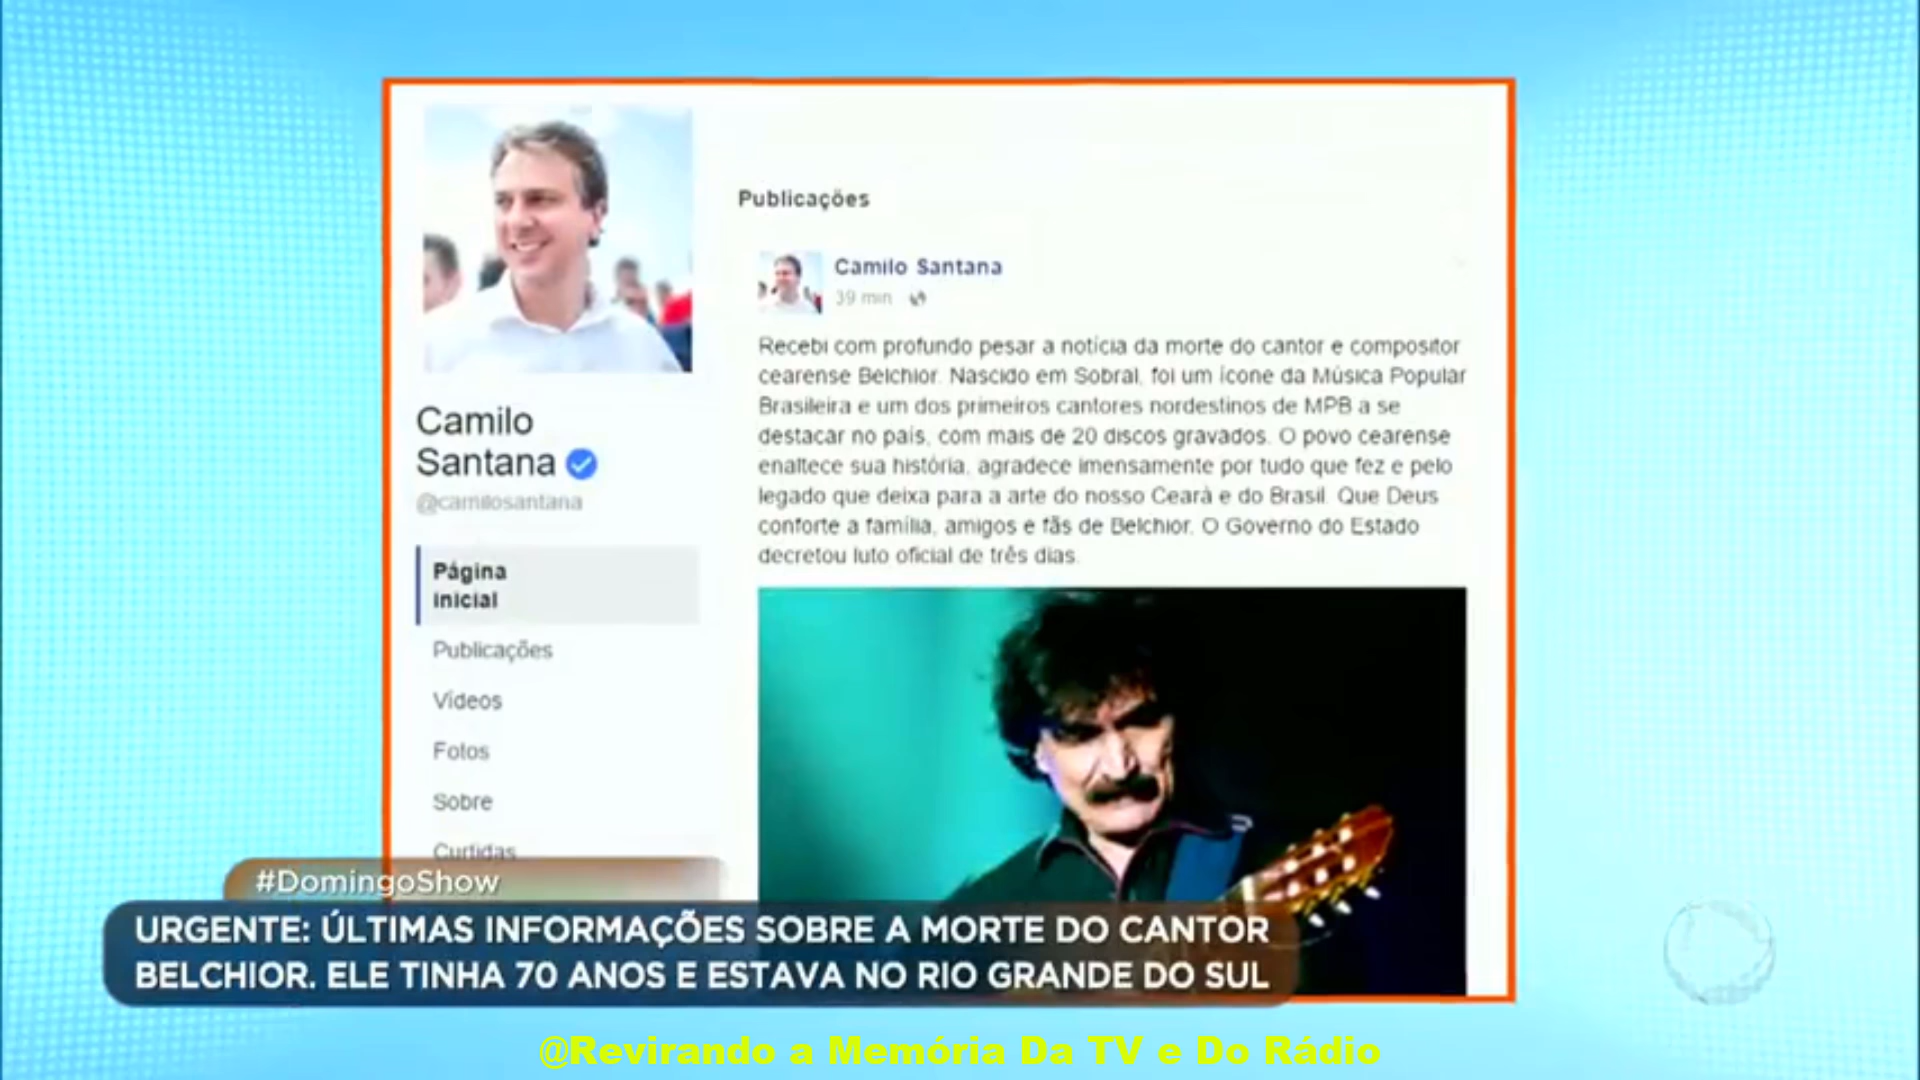 Publicações
Camilo Santana
39 min
Recebi com profundo pesar a notícia da morte do cantor e compositor
cearense Belchior. Nascido em Sobral, foi um ícone da Música Popular
Brasileira e um dos primeiros cantores nordestinos de MPB a se
destacar no país, com mais de 20 discos gravados. O povo cearense
enaltece sua história, agradece imensamente por tudo que fez e pelo
legado que deixa para a arte do nosso Ceará e do Brasil. Que Deus
conforte a família, amigos e fãs de Belchior. O Governo do Estado
decretou luto oficial de três dias.
Camilo
Santana
@camilosantana
Página
inicial
Publicações
Vídeos
Fotos
Sobre
Curtidas
#DomingoShow
URGENTE: ÚLTIMAS INFORMAÇÕES SOBRE A MORTE DO CANTOR
BELCHIOR. ELE TINHA 70 ANOS E ESTAVA NO RIO GRANDE DO SUL
@Revirando a Memória Da TV e Do Rádio